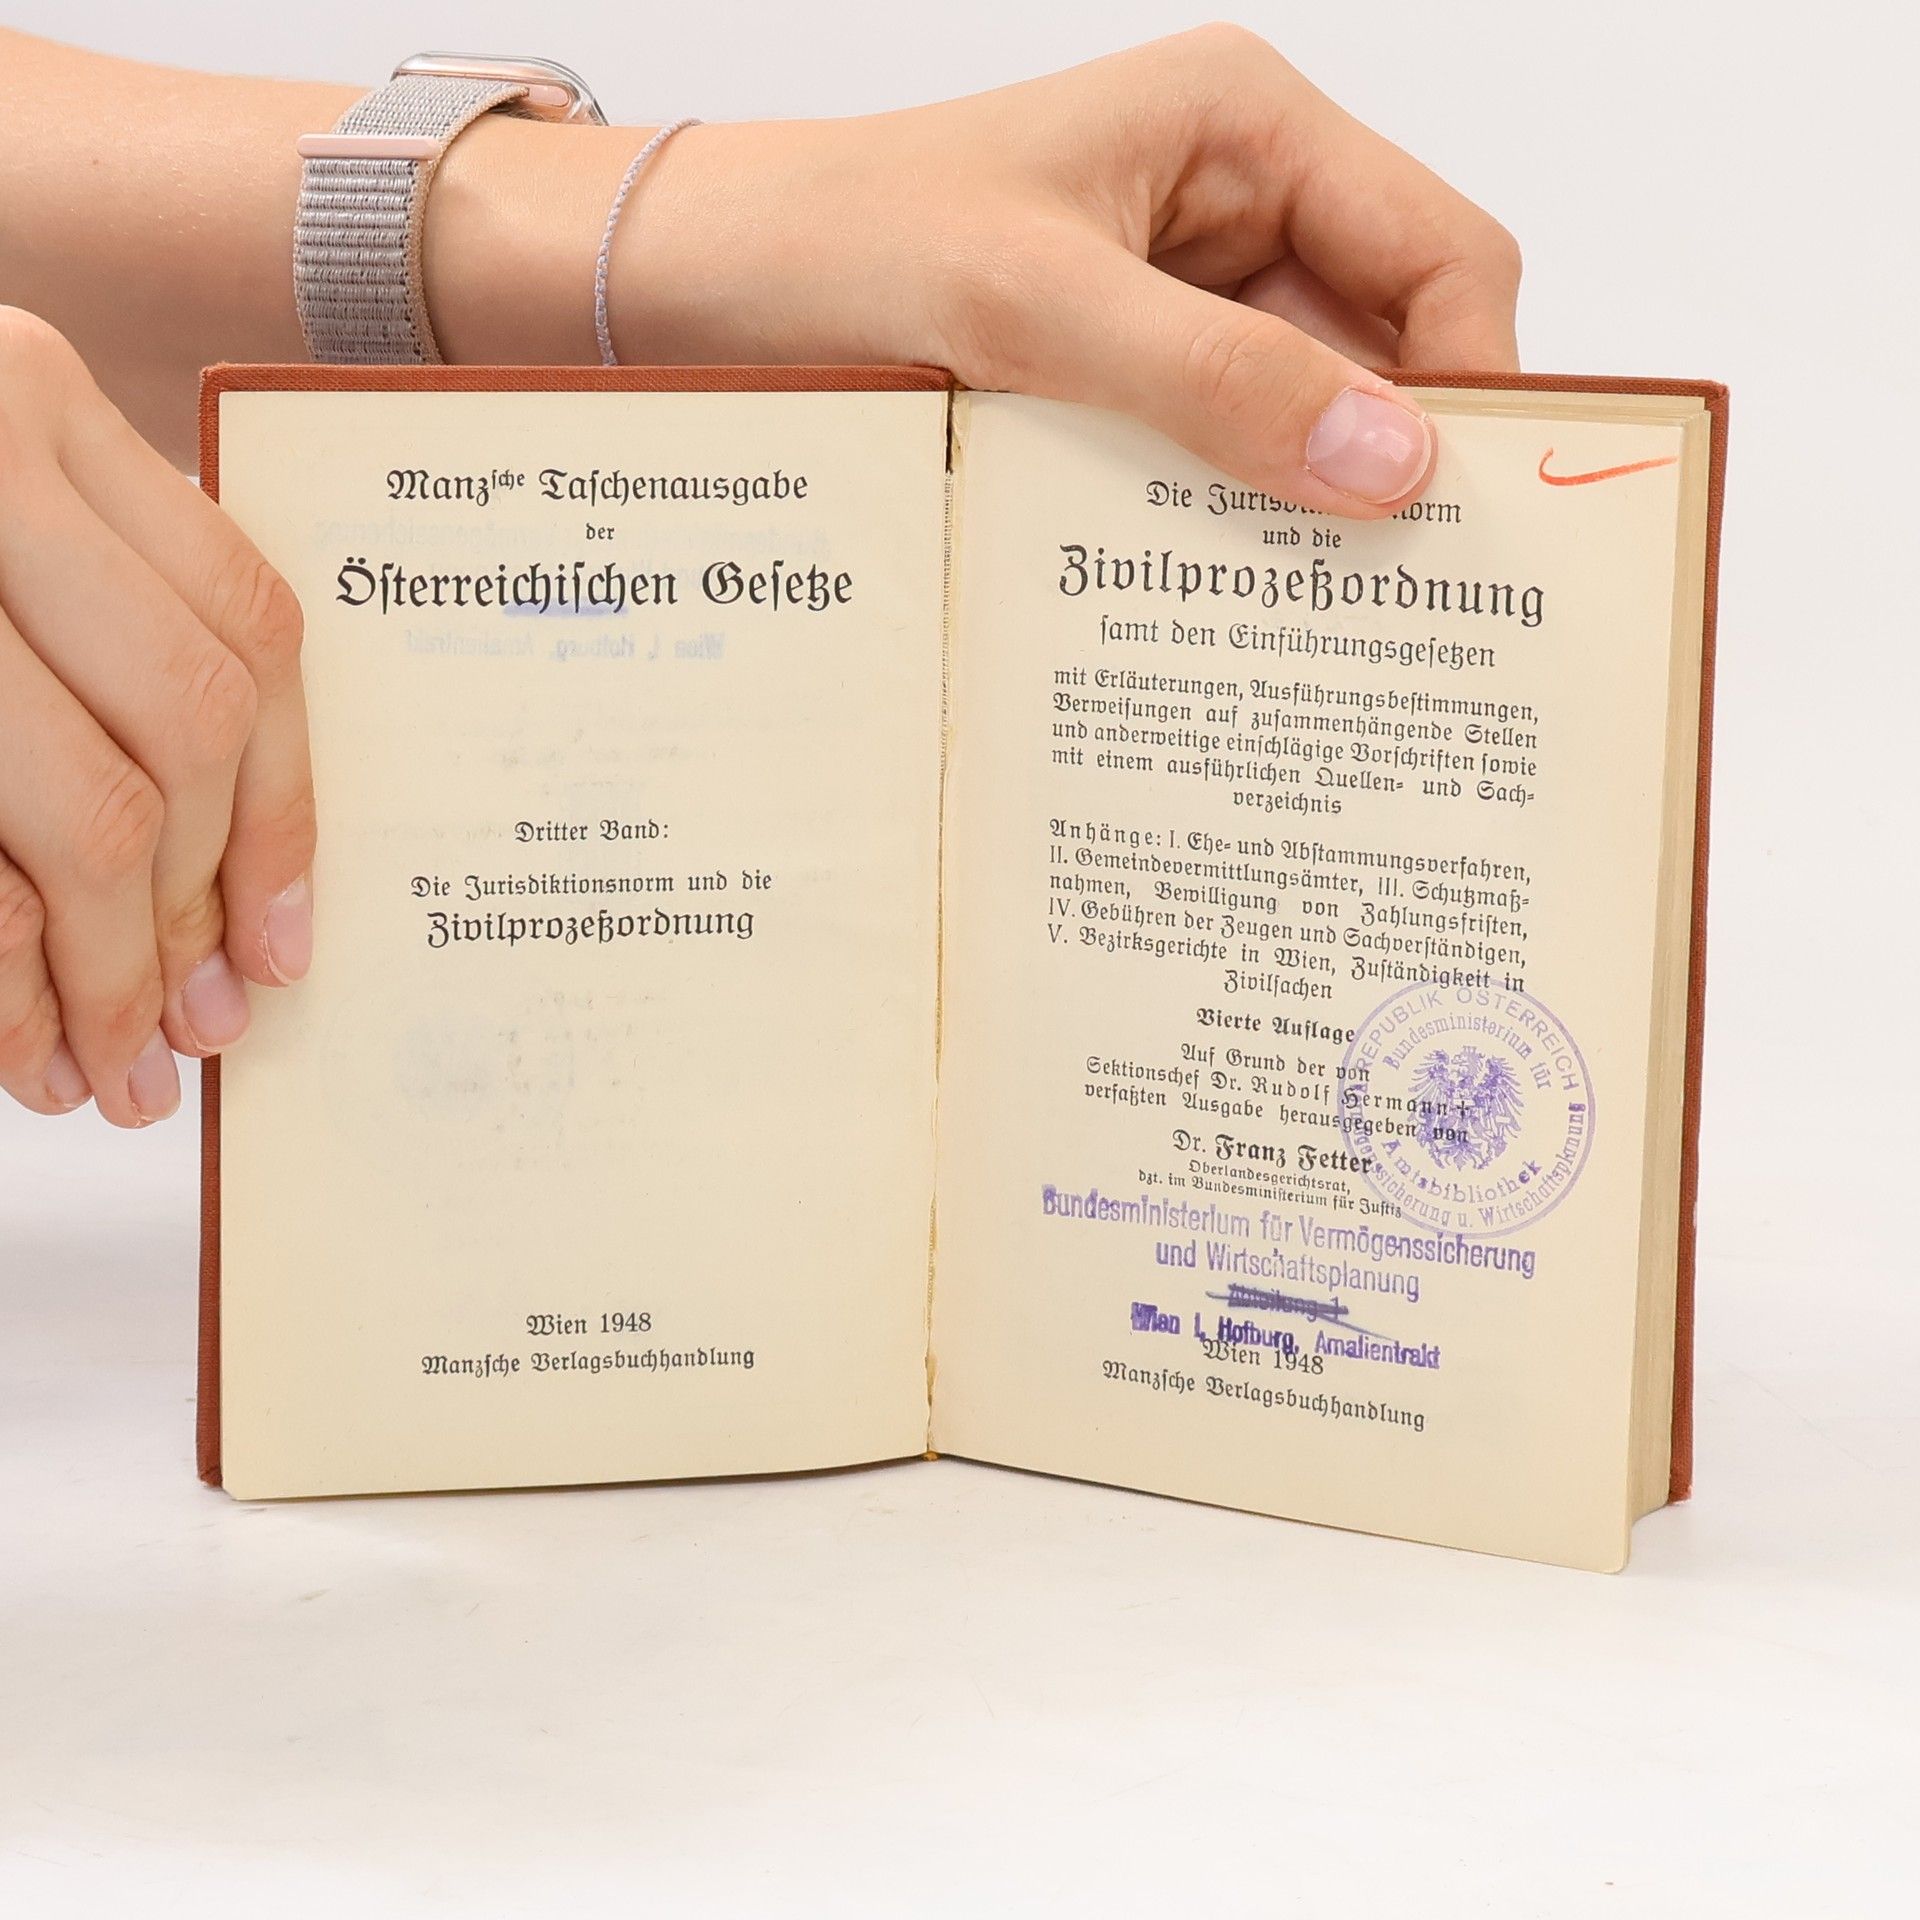 Manzſche Taſchenausgabe
der
Öſterreichiſchen Geſetze
Dritter Band:
Die Jurisdiktionsnorm und die
Zivilprozeßordnung
Wien 1948
Manzſche Verlagsbuchhandlung
Die norm
und die
Zivilprozeßordnung
ſamt den Einführungsgeſetzen
mit Erläuterungen, Ausführungsbeſtimmungen,
Verweiſungen auf zuſammenhängende Stellen
und anderweitige einſchlägige Vorſchriften ſowie
mit einem ausführlichen Quellen- und Sach-
verzeichnis
Anhänge: I. Ehe- und Abſtammungsverfahren,
II. Gemeindevermittlungsämter, III. Schutzmaß-
nahmen, Bewilligung von Zahlungsfriſten,
IV. Gebühren der Zeugen und Sachverſtändigen,
V. Bezirksgerichte in Wien, Zuſtändigkeit in
Zivilſachen
Vierte Auflage
Auf Grund der von
Sektionschef Dr. Rudolf Hermann †
verfaßten Ausgabe herausgegeben von
Dr. Franz Fetter,
Oberlandesgerichtsrat,
dzt. im Bundesminiſterium für Juſtiz
REPUBLIK ÖSTERREICH
Bundesministerium für
Vermögenssicherung u. Wirtschaftsplanung
Amtsbibliothek
Bundesministerium für Vermögenssicherung
und Wirtschaftsplanung
Abteilung 1
Wien I, Hofburg, Amalientrakt
Wien 1948
Manzſche Verlagsbuchhandlung